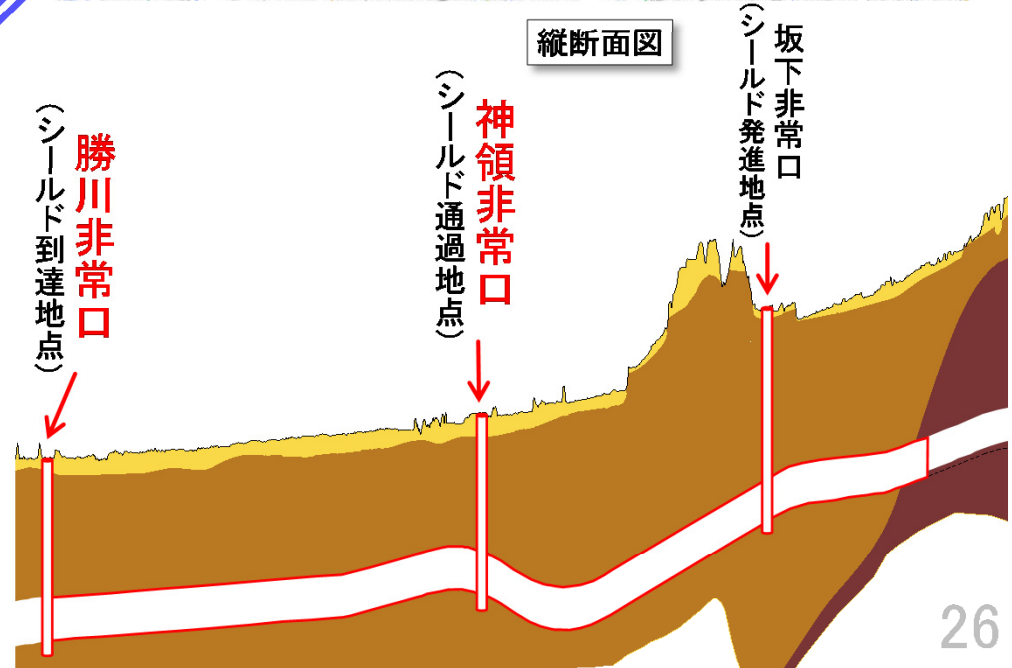 縦断面図
坂下非常口
(シールド発進地点)
神領非常口
(シールド通過地点)
勝川非常口
(シールド到達地点)
26